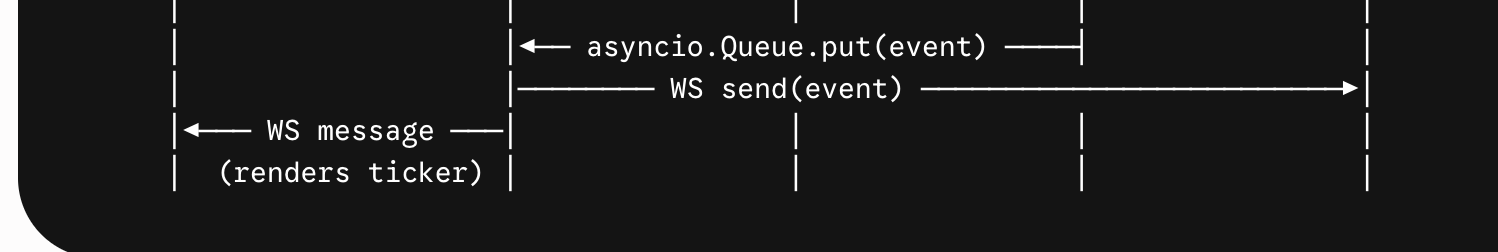 asyncio.Queue.put(event)
WS send(event)
WS message
(renders ticker)